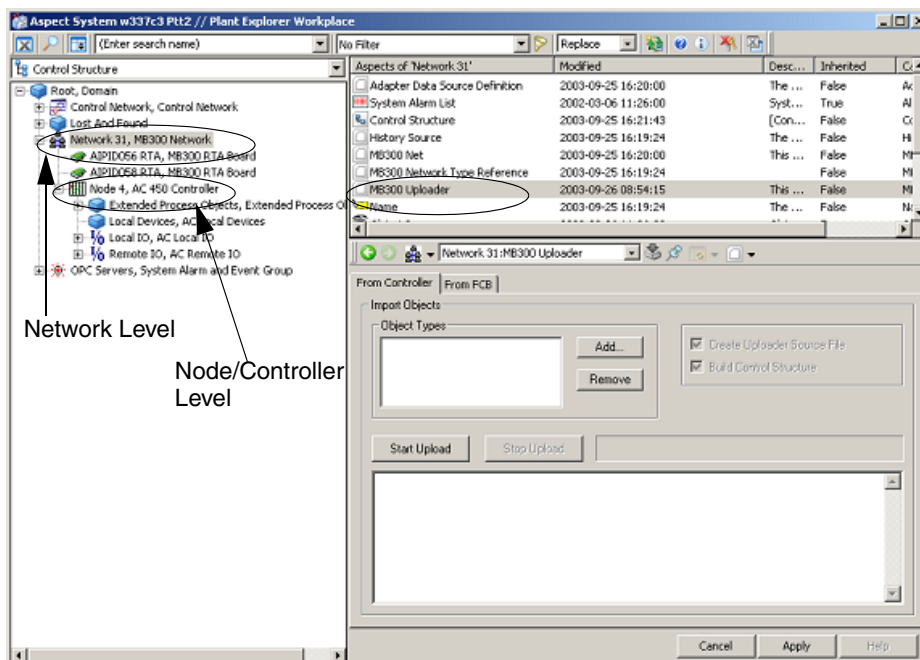 Aspect System w337c3 Ptt2 // Plant Explorer Workplace
(Enter search name) No Filter Replace
Control Structure
Root, Domain
Control Network, Control Network
Lost And Found
Network 31, MB300 Network
AIPID056 RTA, MB300 RTA Board
AIPID058 RTA, MB300 RTA Board
Node 4, AC 450 Controller
Extended Process Objects, Extended Process O
Local Devices, AC Local Devices
Local IO, AC Local IO
Remote IO, AC Remote IO
OPC Servers, System Alarm and Event Group
Network Level
Node/Controller
Level
Aspects of 'Network 31' Modified Desc... Inherited
Adapter Data Source Definition 2003-09-25 16:20:00 The ... False
System Alarm List 2002-03-06 11:26:00 Syst... True
Control Structure 2003-09-25 16:21:43 [Con... False
History Source 2003-09-25 16:19:24 The ... False
MB300 Net 2003-09-25 16:20:00 This ... False
MB300 Network Type Reference 2003-09-25 16:19:24 False
MB300 Uploader 2003-09-26 08:54:15 This ... False
Name 2003-09-25 16:19:24 The ... False
Network 31:MB300 Uploader
From Controller From FCB
Import Objects
Object Types
Add...
Remove
Create Uploader Source File
Build Control Structure
Start Upload Stop Upload
Cancel Apply Help